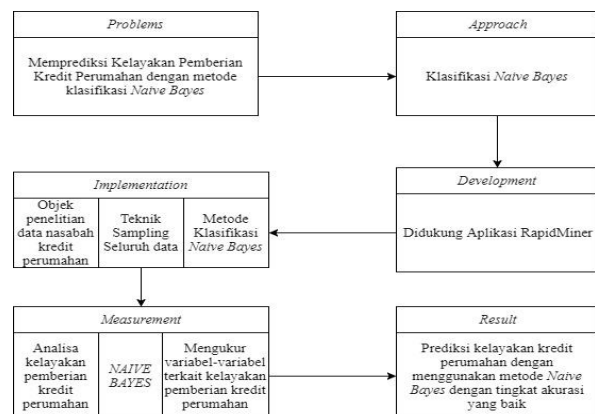 Problems
Memprediksi Kelayakan Pemberian
Kredit Perumahan dengan metode
klasifikasi Naive Bayes
Approach
Klasifikasi Naive Bayes
Development
Didukung Aplikasi RapidMiner
Implementation
Objek
penelitian
data nasabah
kredit
perumahan
Teknik
Sampling
Seluruh data
Metode
Klasifikasi
Naive Bayes
Measurement
Analisa
kelayakan
pemberian
kredit
perumahan
NAIVE
BAYES
Mengukur
variabel-variabel
terkait kelayakan
pemberian kredit
perumahan
Result
Prediksi kelayakan kredit
perumahan dengan
menggunakan metode Naive
Bayes dengan tingkat akurasi
yang baik